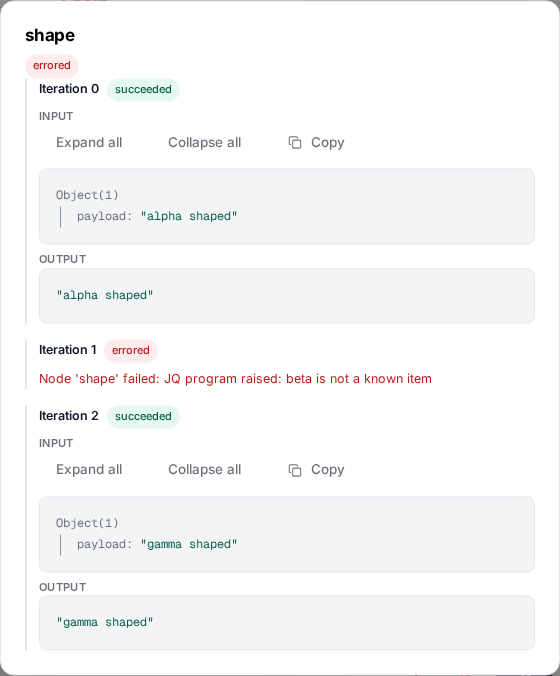 shape
errored
Iteration 0 succeeded
INPUT
Expand all Collapse all Copy
Object(1)
payload: "alpha shaped"
OUTPUT
"alpha shaped"
Iteration 1 errored
Node 'shape' failed: JQ program raised: beta is not a known item
Iteration 2 succeeded
INPUT
Expand all Collapse all Copy
Object(1)
payload: "gamma shaped"
OUTPUT
"gamma shaped"